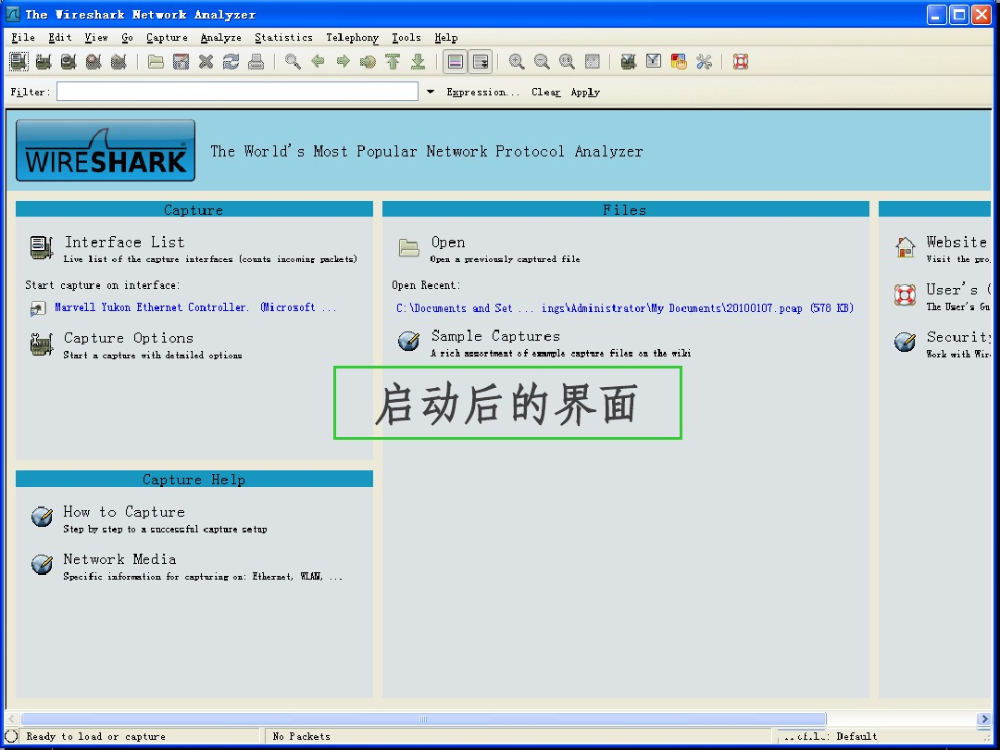 The Wireshark Network Analyzer
File Edit View Go Capture Analyze Statistics Telephony Tools Help
Filter: Expression... Clear Apply
WIRESHARK The World's Most Popular Network Protocol Analyzer
Capture
Interface List
Live list of the capture interfaces (counts incoming packets)
Start capture on interface:
Marvell Yukon Ethernet Controller. (Microsoft ...
Capture Options
Start a capture with detailed options
Files
Open
Open a previously captured file
Open Recent:
C:\Documents and Set ... ings\Administrator\My Documents\20100107.pcap (578 KB)
Sample Captures
A rich assortment of example capture files on the wiki
Website
Visit the pro
User's (
The User's Gu
Security
Work with Wir
启动后的界面
Capture Help
How to Capture
Step by step to a successful capture setup
Network Media
Specific information for capturing on: Ethernet, WLAN, ...
Ready to load or capture No Packets Profile: Default